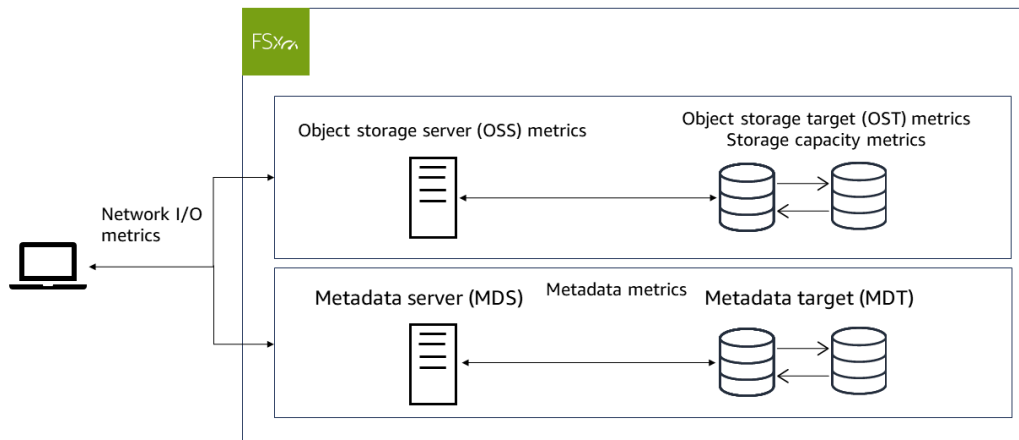 FSx
Object storage server (OSS) metrics
Object storage target (OST) metrics
Storage capacity metrics
Network I/O
metrics
Metadata server (MDS)
Metadata metrics
Metadata target (MDT)